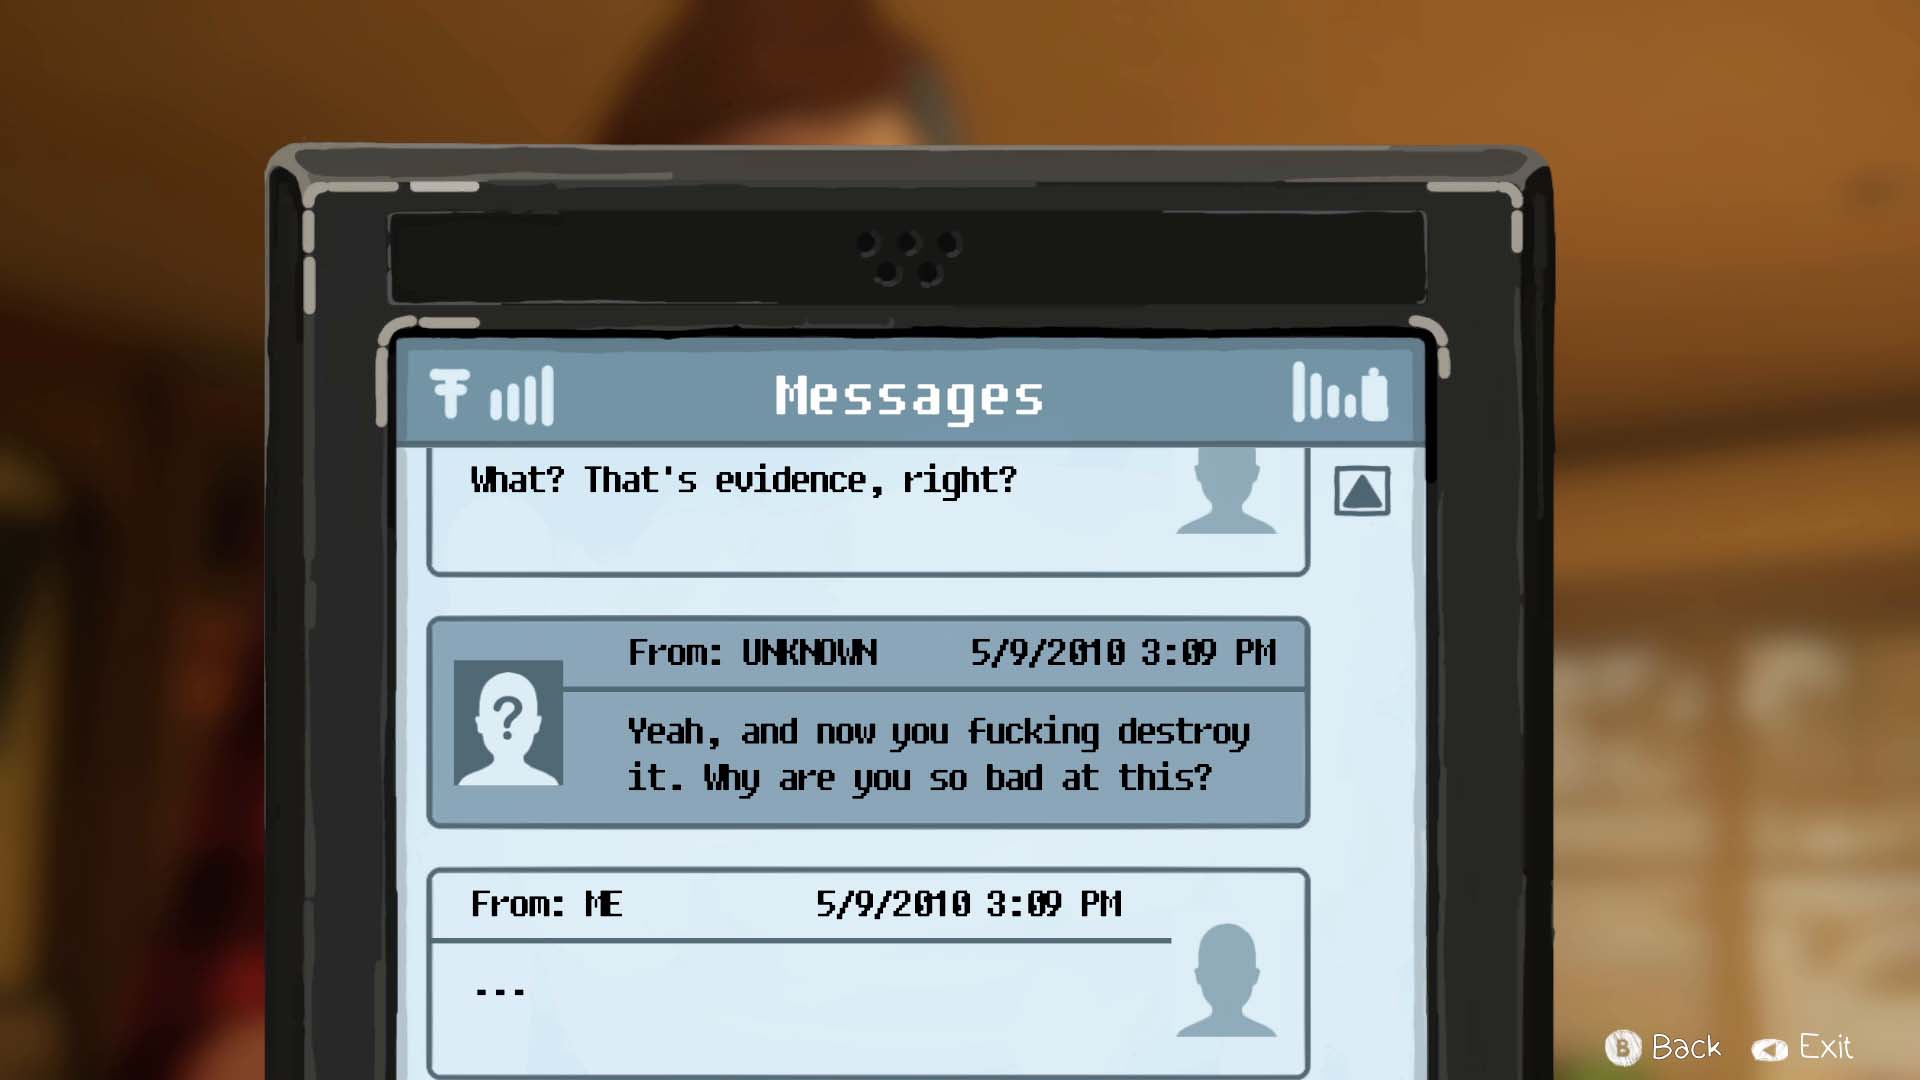 Messages
What? That's evidence, right?
From: UNKNOWN 5/9/2010 3:09 PM
?
Yeah, and now you fucking destroy
it. Why are you so bad at this?
From: ME 5/9/2010 3:09 PM
---
B Back Exit